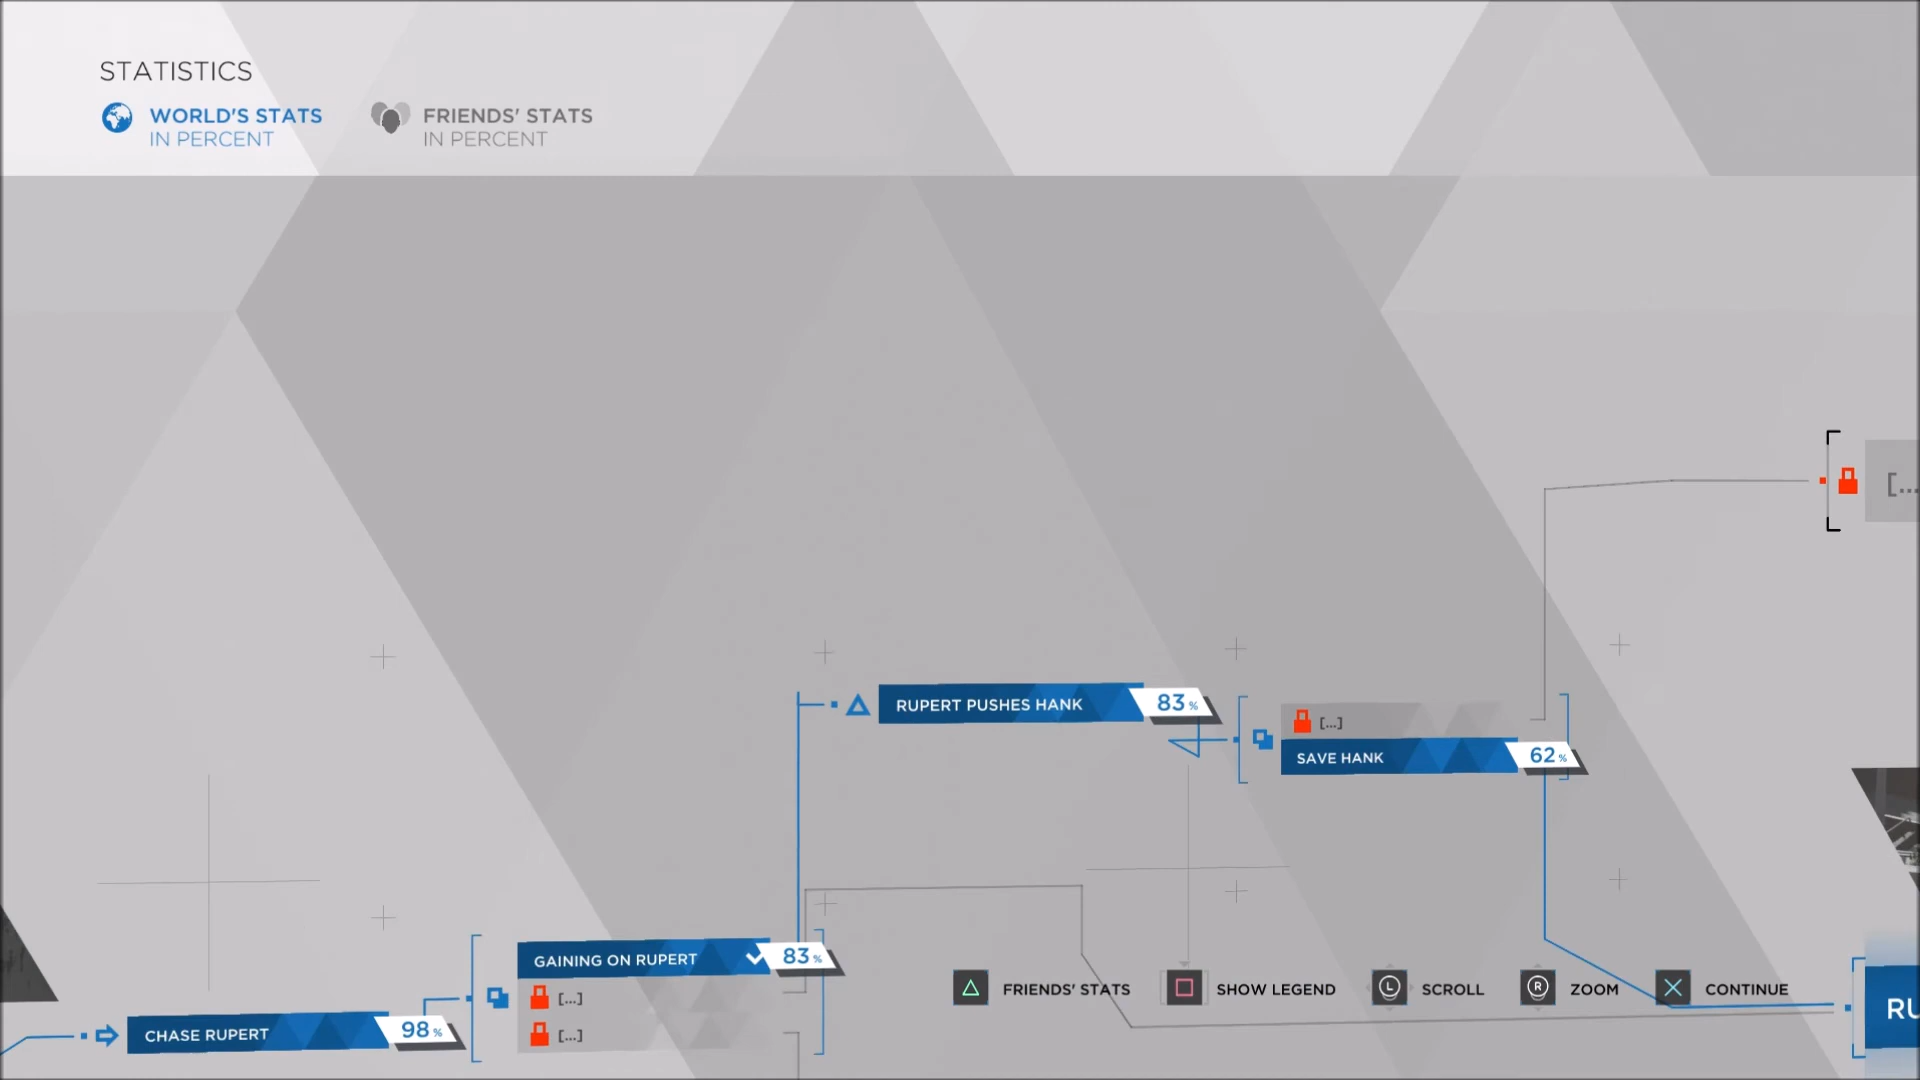 STATISTICS
WORLD'S STATS
IN PERCENT
FRIENDS' STATS
IN PERCENT
[...
RUPERT PUSHES HANK
83 %
[...]
SAVE HANK
62 %
GAINING ON RUPERT
83 %
[...]
[...]
CHASE RUPERT
98 %
FRIENDS' STATS
SHOW LEGEND
L
SCROLL
R
ZOOM
CONTINUE
RU